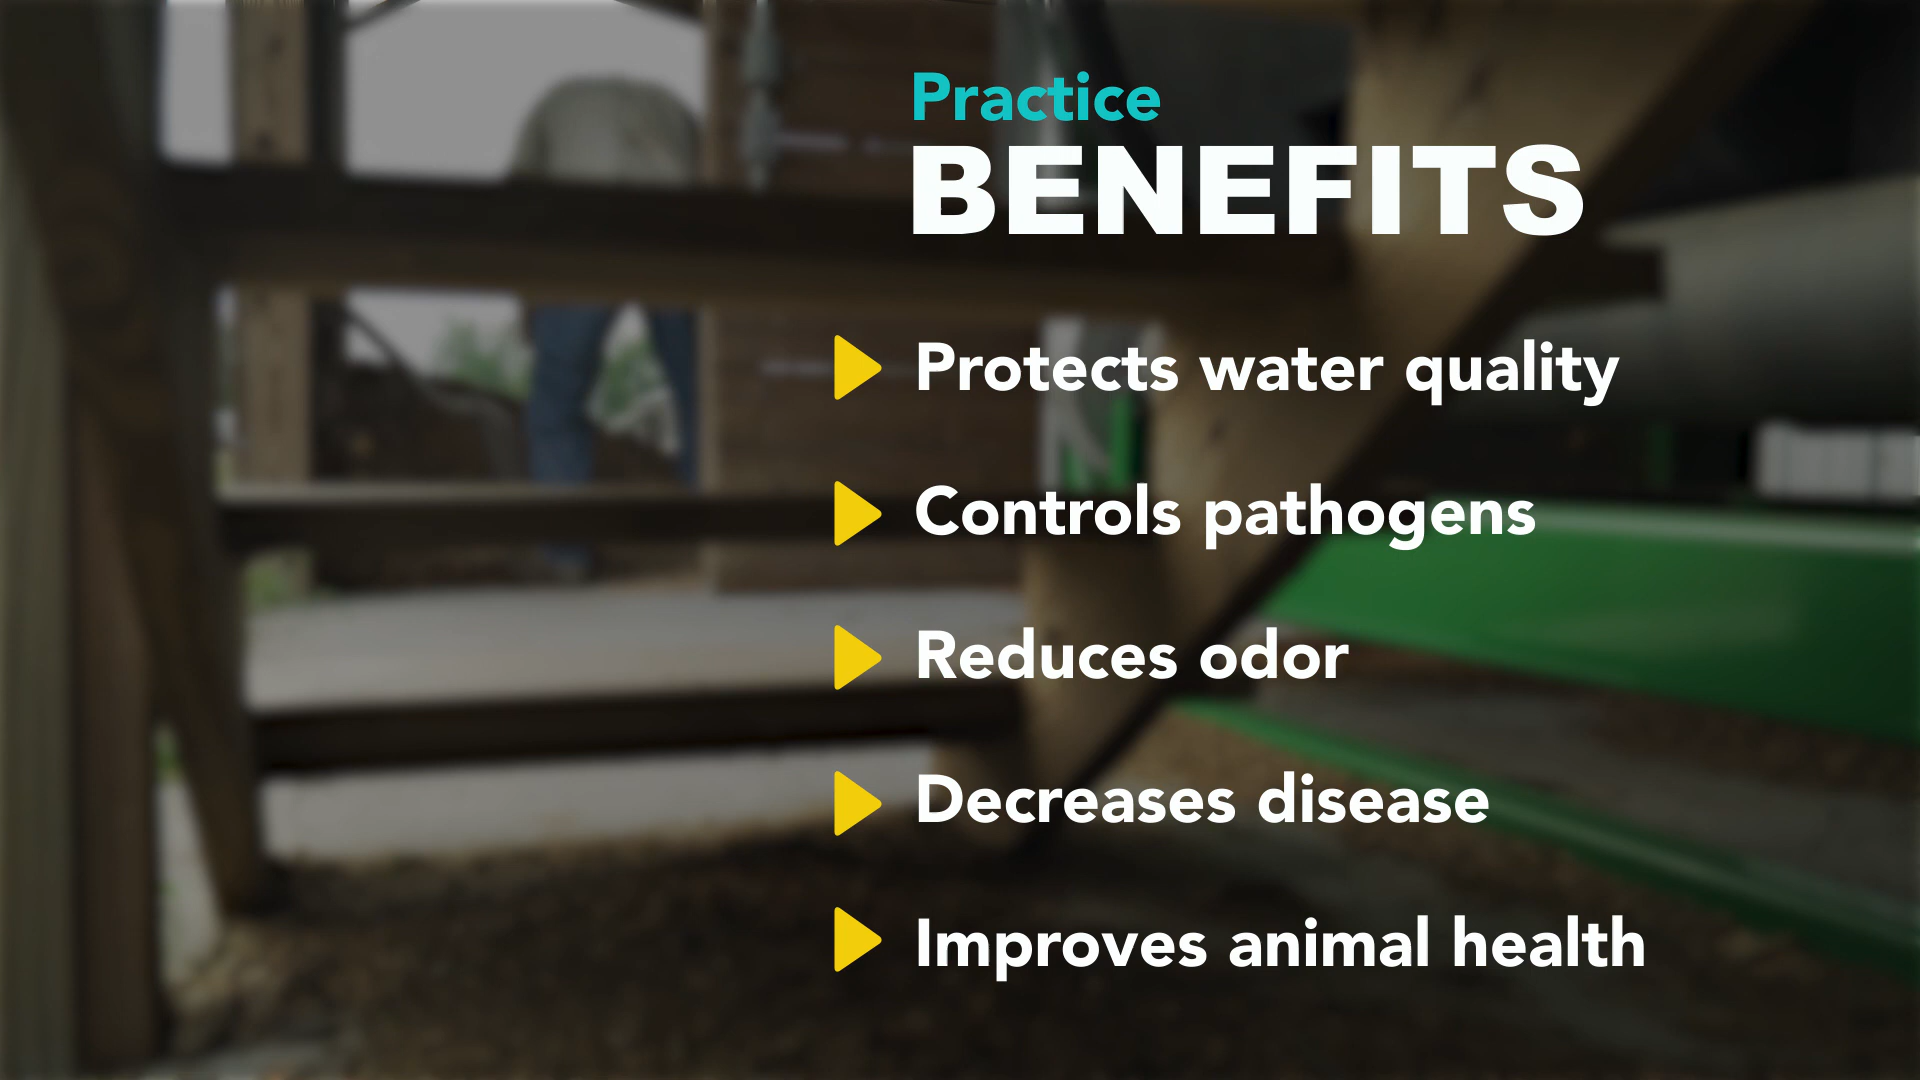 Practice
BENEFITS
Protects water quality
Controls pathogens
Reduces odor
Decreases disease
Improves animal health